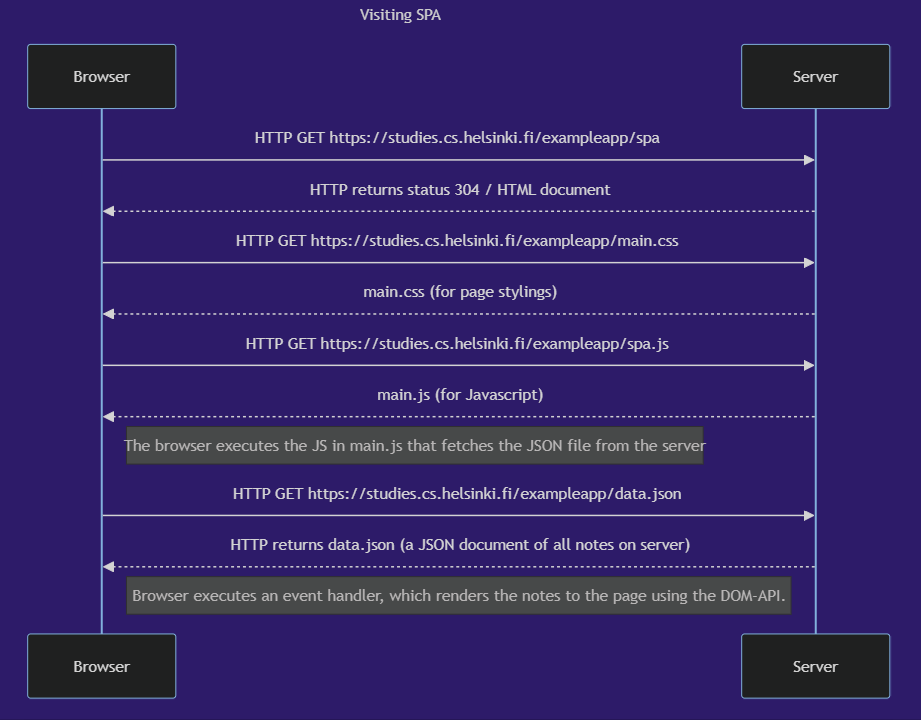 Visiting SPA
Browser
Server
HTTP GET https://studies.cs.helsinki.fi/exampleapp/spa
HTTP returns status 304 / HTML document
HTTP GET https://studies.cs.helsinki.fi/exampleapp/main.css
main.css (for page stylings)
HTTP GET https://studies.cs.helsinki.fi/exampleapp/spa.js
main.js (for Javascript)
The browser executes the JS in main.js that fetches the JSON file from the server
HTTP GET https://studies.cs.helsinki.fi/exampleapp/data.json
HTTP returns data.json (a JSON document of all notes on server)
Browser executes an event handler, which renders the notes to the page using the DOM-API.
Browser
Server